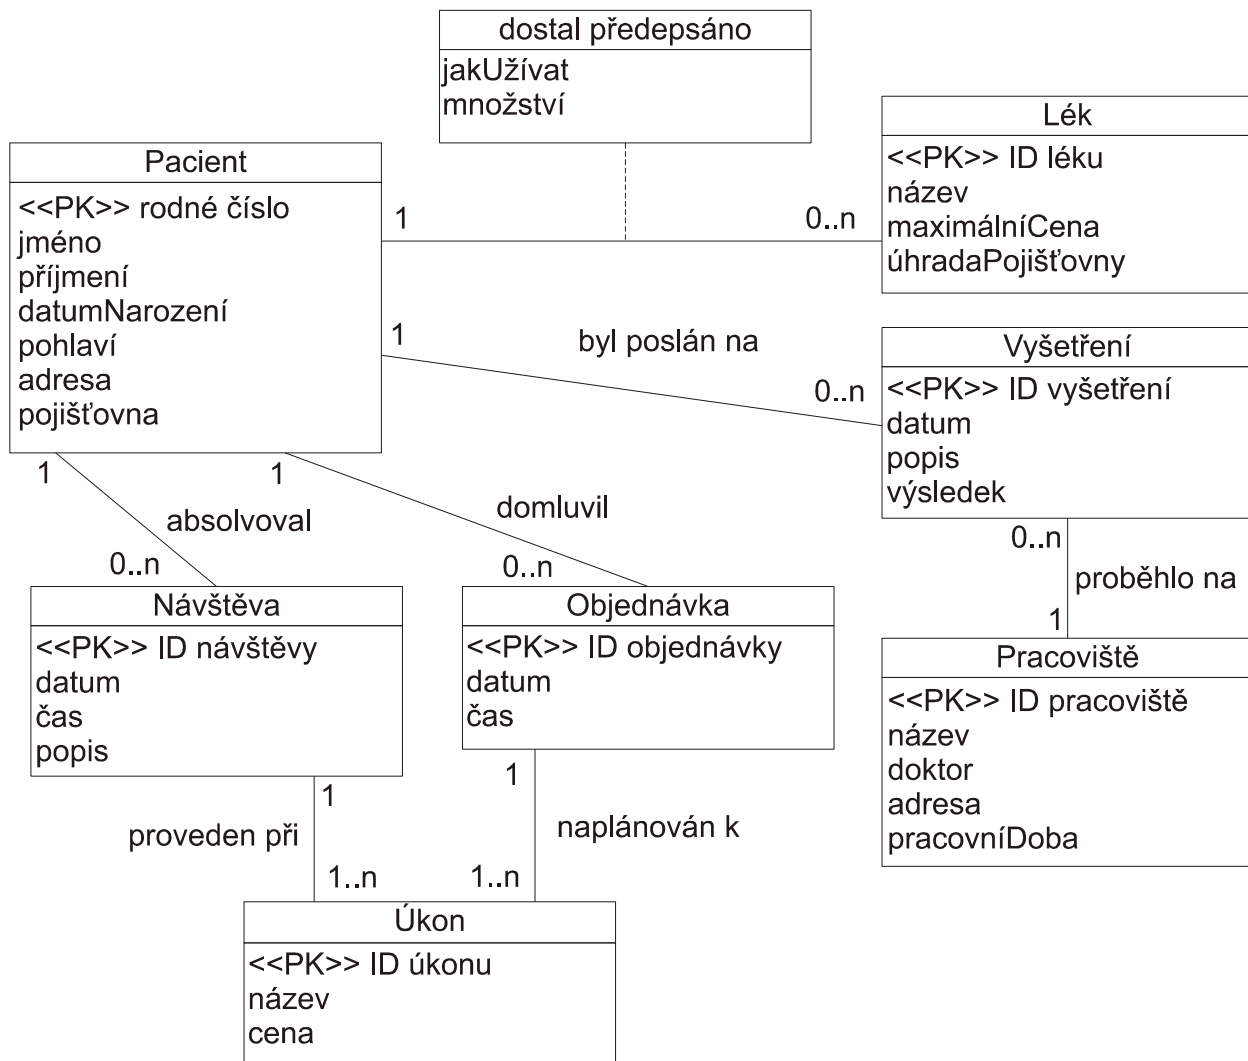 dostal předepsáno
jakUžívat
množství
Lék
<<PK>> ID léku
název
maximálníCena
úhradaPojišťovny
Pacient
<<PK>> rodné číslo
jméno
příjmení
datumNarození
pohlaví
adresa
pojišťovna
1
0..n
1
byl poslán na
0..n
Vyšetření
<<PK>> ID vyšetření
datum
popis
výsledek
1
absolvoval
0..n
1
domluvil
0..n
0..n
proběhlo na
1
Návštěva
<<PK>> ID návštěvy
datum
čas
popis
Objednávka
<<PK>> ID objednávky
datum
čas
Pracoviště
<<PK>> ID pracoviště
název
doktor
adresa
pracovníDoba
1
proveden při
1..n
1
naplánován k
1..n
Úkon
<<PK>> ID úkonu
název
cena